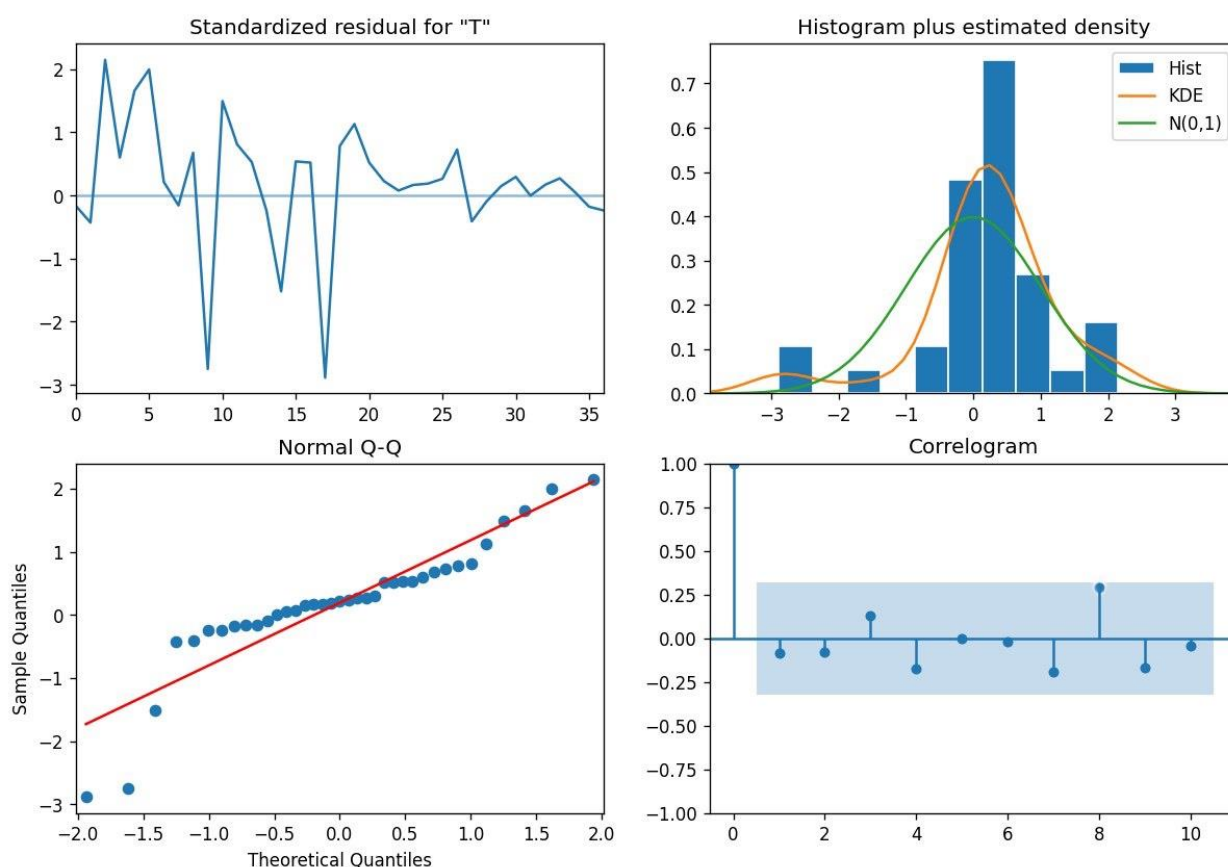 Standardized residual for "T"
2
1
0
−1
−2
−3
0 5 10 15 20 25 30 35
Histogram plus estimated density
Hist
KDE
N(0,1)
0.7
0.6
0.5
0.4
0.3
0.2
0.1
0.0
−3 −2 −1 0 1 2 3
Normal Q-Q
Sample Quantiles
2
1
0
−1
−2
−3
−2.0 −1.5 −1.0 −0.5 0.0 0.5 1.0 1.5 2.0
Theoretical Quantiles
Correlogram
1.00
0.75
0.50
0.25
0.00
−0.25
−0.50
−0.75
−1.00
0 2 4 6 8 10